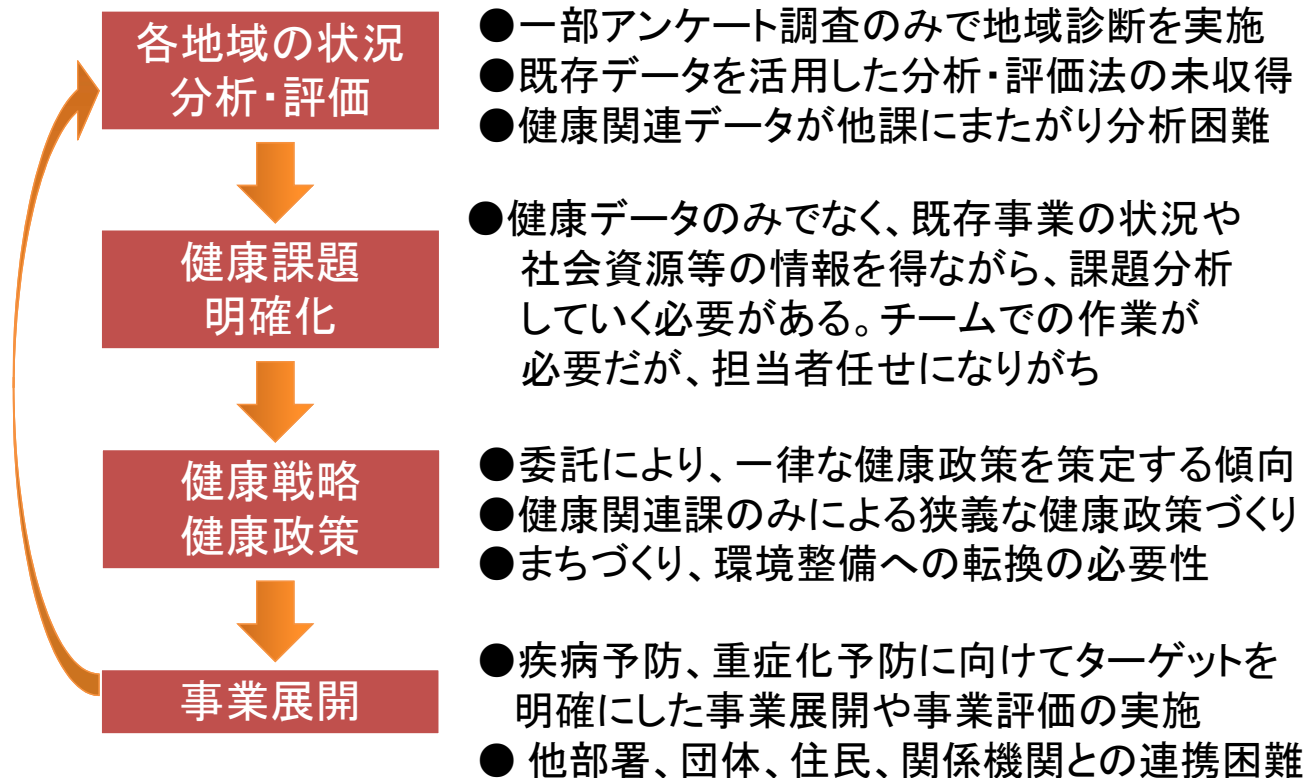 各地域の状況
分析・評価
●一部アンケート調査のみで地域診断を実施
●既存データを活用した分析・評価法の未収得
●健康関連データが他課にまたがり分析困難
健康課題
明確化
●健康データのみでなく、既存事業の状況や
社会資源等の情報を得ながら、課題分析
していく必要がある。チームでの作業が
必要だが、担当者任せになりがち
健康戦略
健康政策
●委託により、一律な健康政策を策定する傾向
●健康関連課のみによる狭義な健康政策づくり
●まちづくり、環境整備への転換の必要性
事業展開
●疾病予防、重症化予防に向けてターゲットを
明確にした事業展開や事業評価の実施
● 他部署、団体、住民、関係機関との連携困難